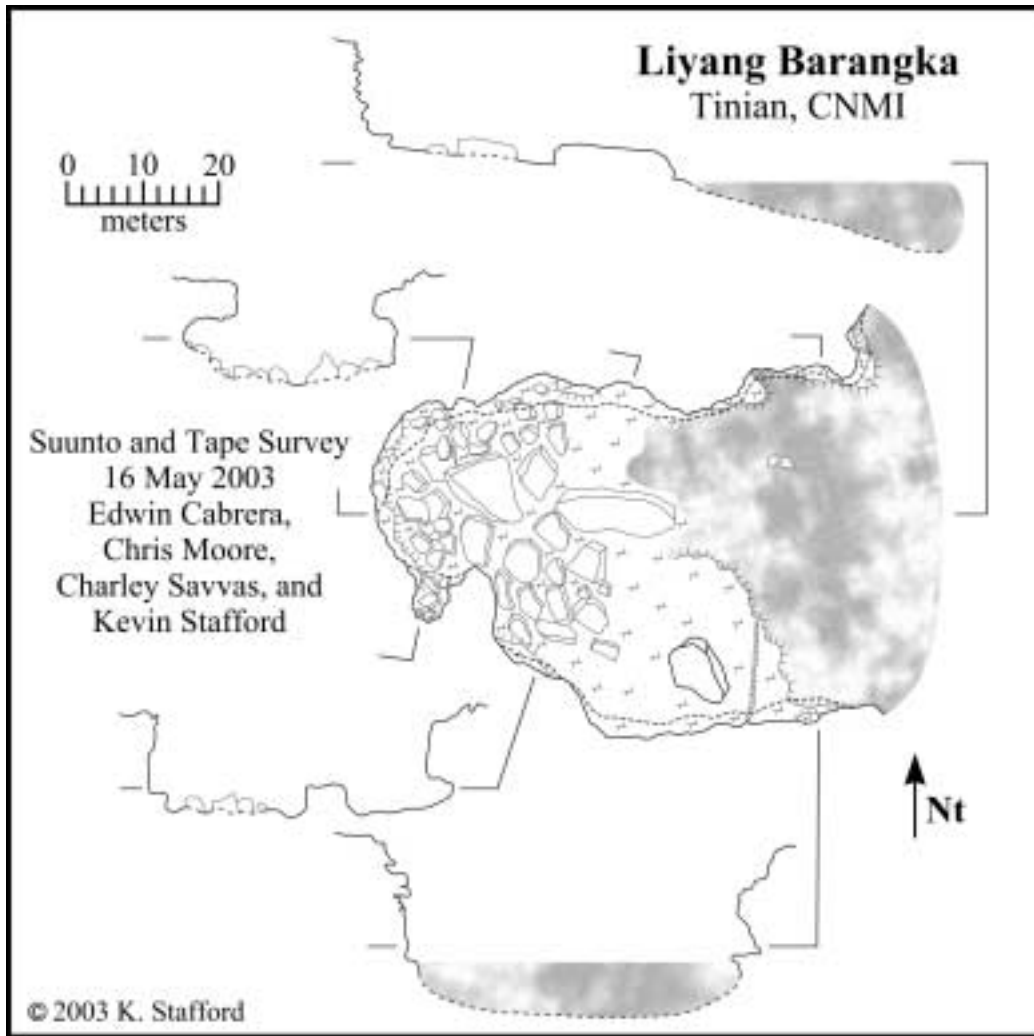 Liyang Barangka
Tinian, CNMI
0 10 20
meters
Suunto and Tape Survey
16 May 2003
Edwin Cabrera,
Chris Moore,
Charley Savvas, and
Kevin Stafford
Nt
© 2003 K. Stafford